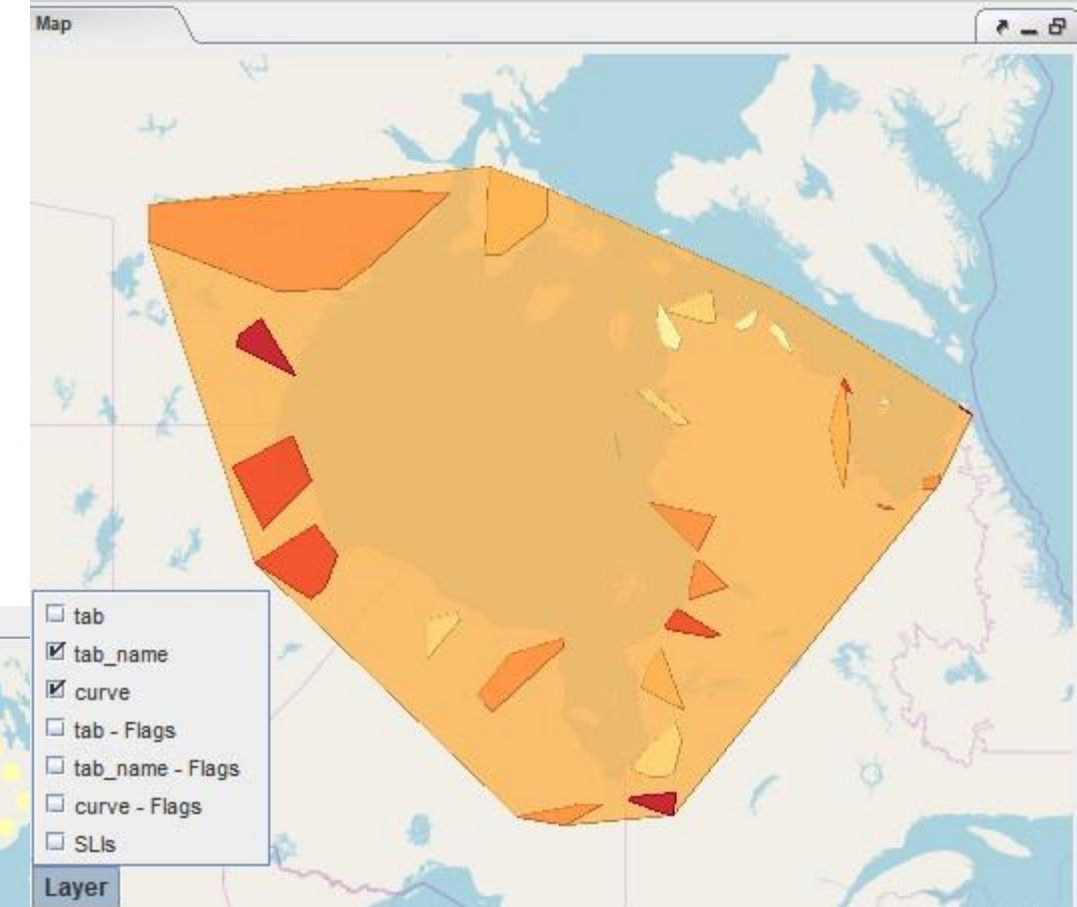 Map
tab
tab_name
curve
tab - Flags
tab_name - Flags
curve - Flags
SLIs
Layer